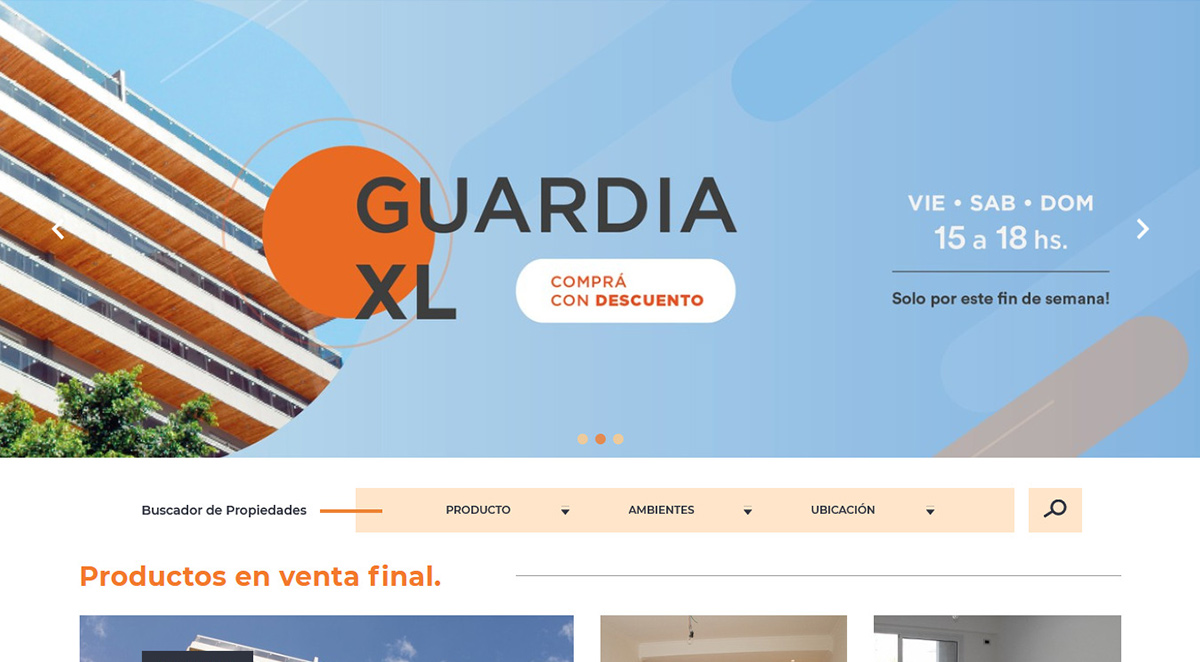 GUARDIA
XL
COMPRÁ
CON DESCUENTO
VIE • SAB • DOM
15 a 18 hs.
Solo por este fin de semana!
Buscador de Propiedades
PRODUCTO
AMBIENTES
UBICACIÓN
Productos en venta final.